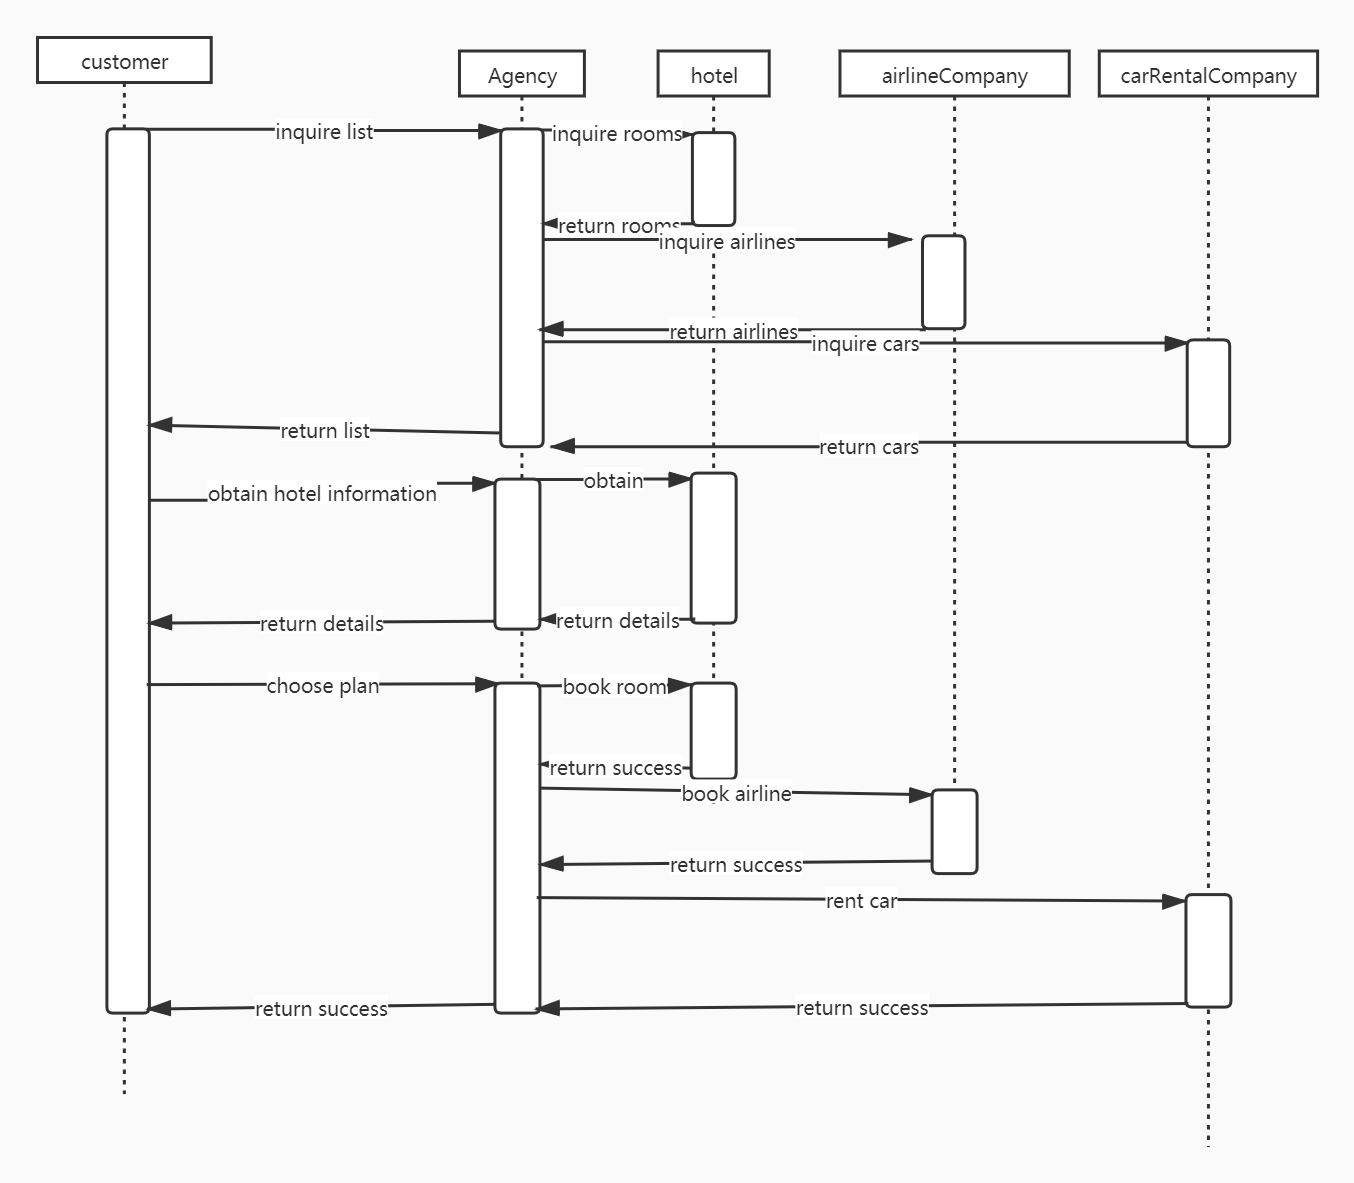 customer
Agency
hotel
airlineCompany
carRentalCompany
inquire list
inquire rooms
return rooms
inquire airlines
return airlines
inquire cars
return list
return cars
obtain hotel information
obtain
return details
return details
choose plan
book room
return success
book airline
return success
rent car
return success
return success